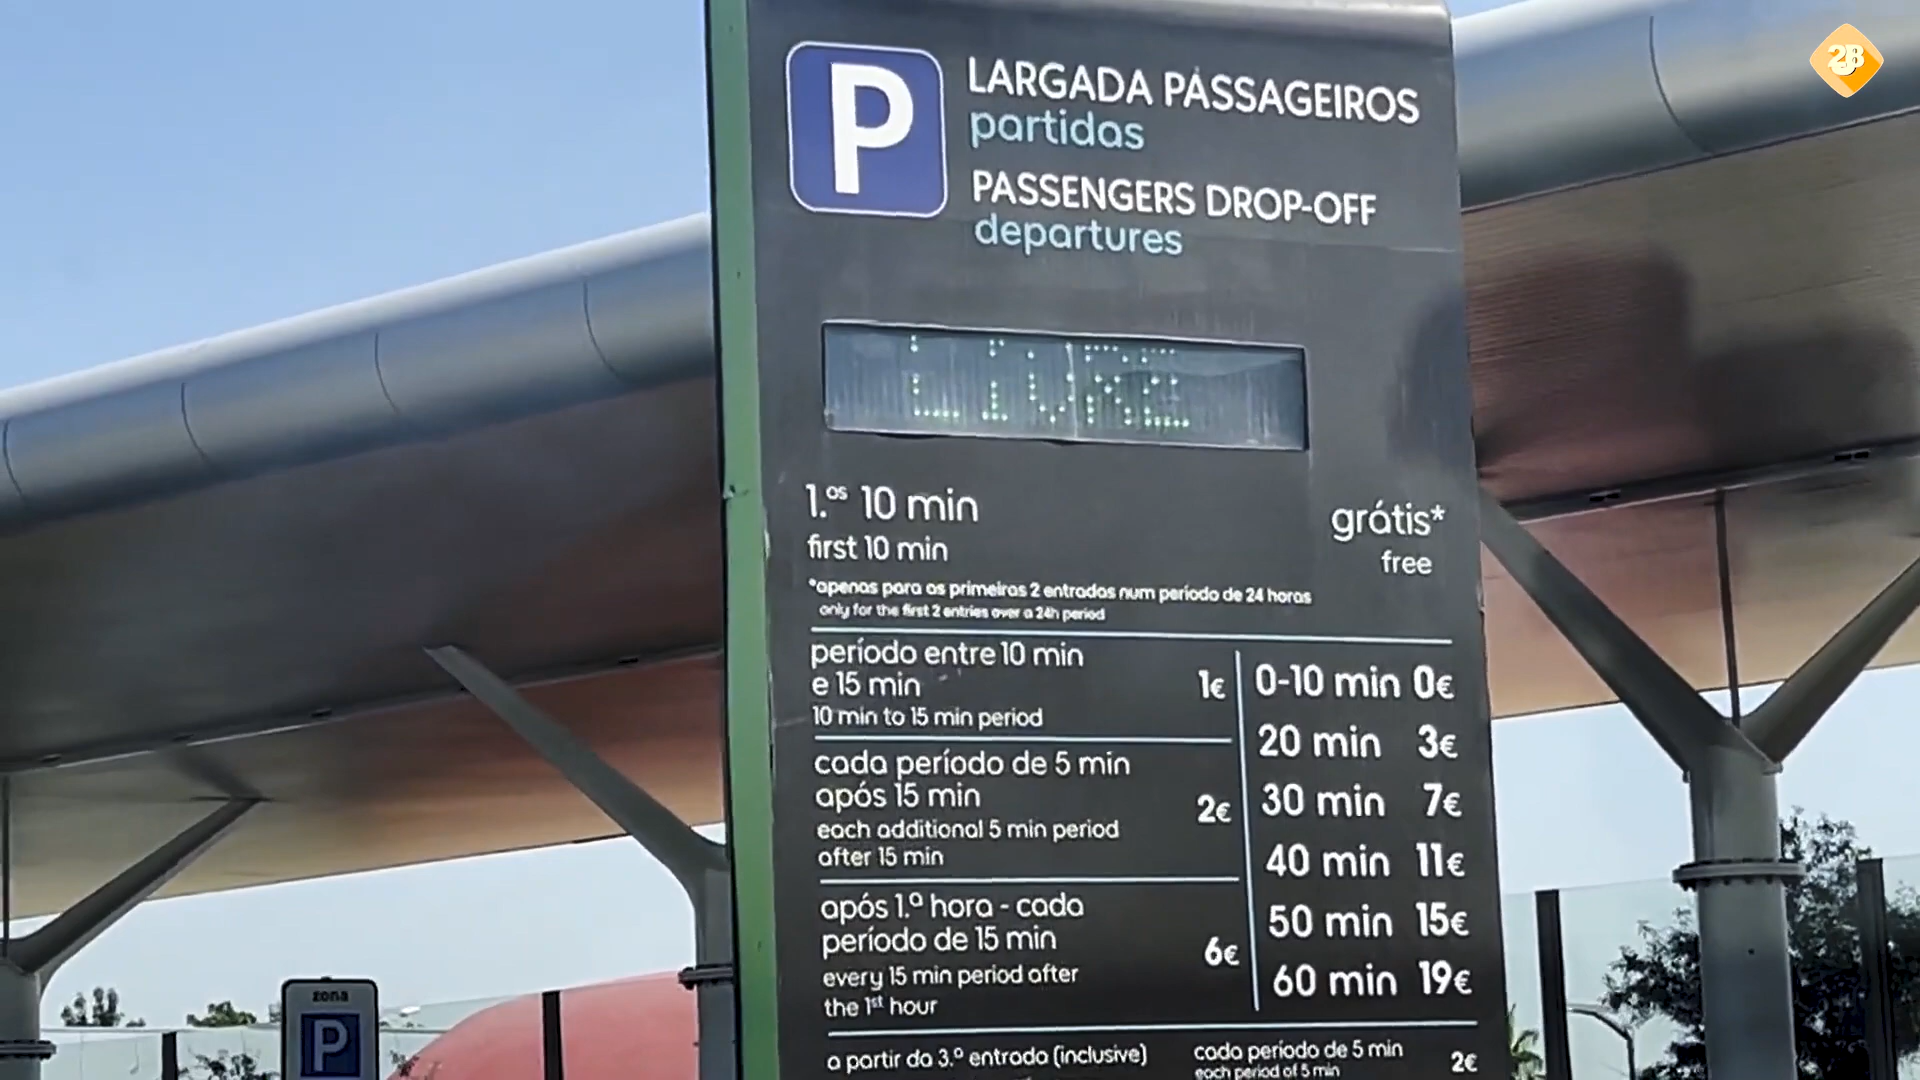 P
LARGADA PASSAGEIROS
partidas
PASSENGERS DROP-OFF
departures
LIVRE
1.ºˢ 10 min grátis*
first 10 min free
*apenas para as primeiras 2 entradas num período de 24 horas
only for the first 2 entries over a 24h period
período entre 10 min
e 15 min 1€
10 min to 15 min period
cada período de 5 min
após 15 min 2€
each additional 5 min period
after 15 min
após 1.ª hora - cada
período de 15 min 6€
every 15 min period after
the 1st hour
0-10 min 0€
20 min 3€
30 min 7€
40 min 11€
50 min 15€
60 min 19€
a partir da 3.ª entrada (inclusive) cada período de 5 min 2€
each period of 5 min
zona
P